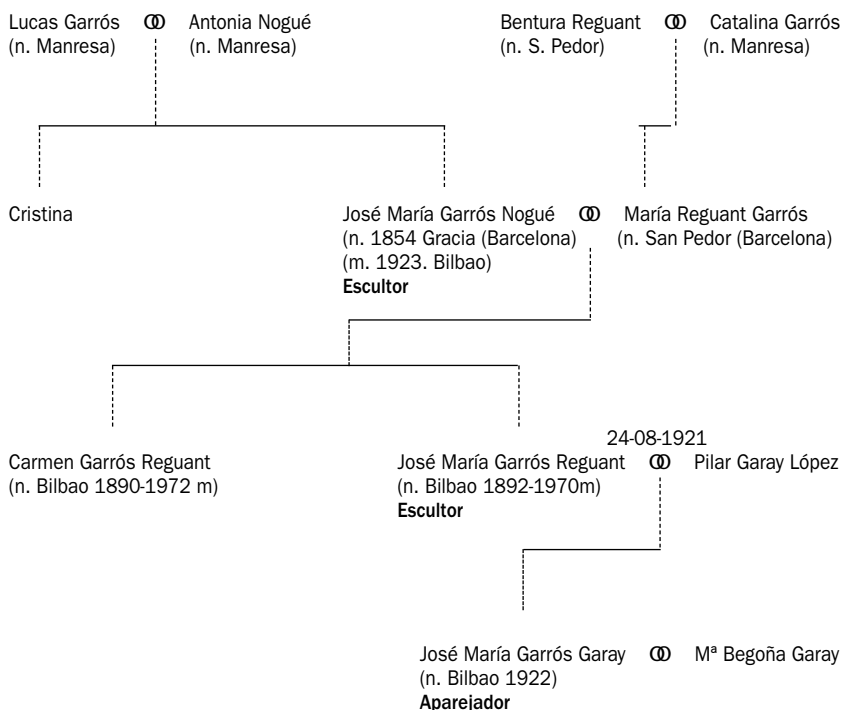 Lucas Garrós ⚭ Antonia Nogué
(n. Manresa) (n. Manresa)
Bentura Reguant ⚭ Catalina Garrós
(n. S. Pedor) (n. Manresa)
Cristina
José María Garrós Nogué ⚭ María Reguant Garrós
(n. 1854 Gracia (Barcelona) (n. San Pedor (Barcelona)
(m. 1923. Bilbao)
Escultor
Carmen Garrós Reguant
(n. Bilbao 1890-1972 m)
24-08-1921
José María Garrós Reguant ⚭ Pilar Garay López
(n. Bilbao 1892-1970m)
Escultor
José María Garrós Garay ⚭ Mª Begoña Garay
(n. Bilbao 1922)
Aparejador